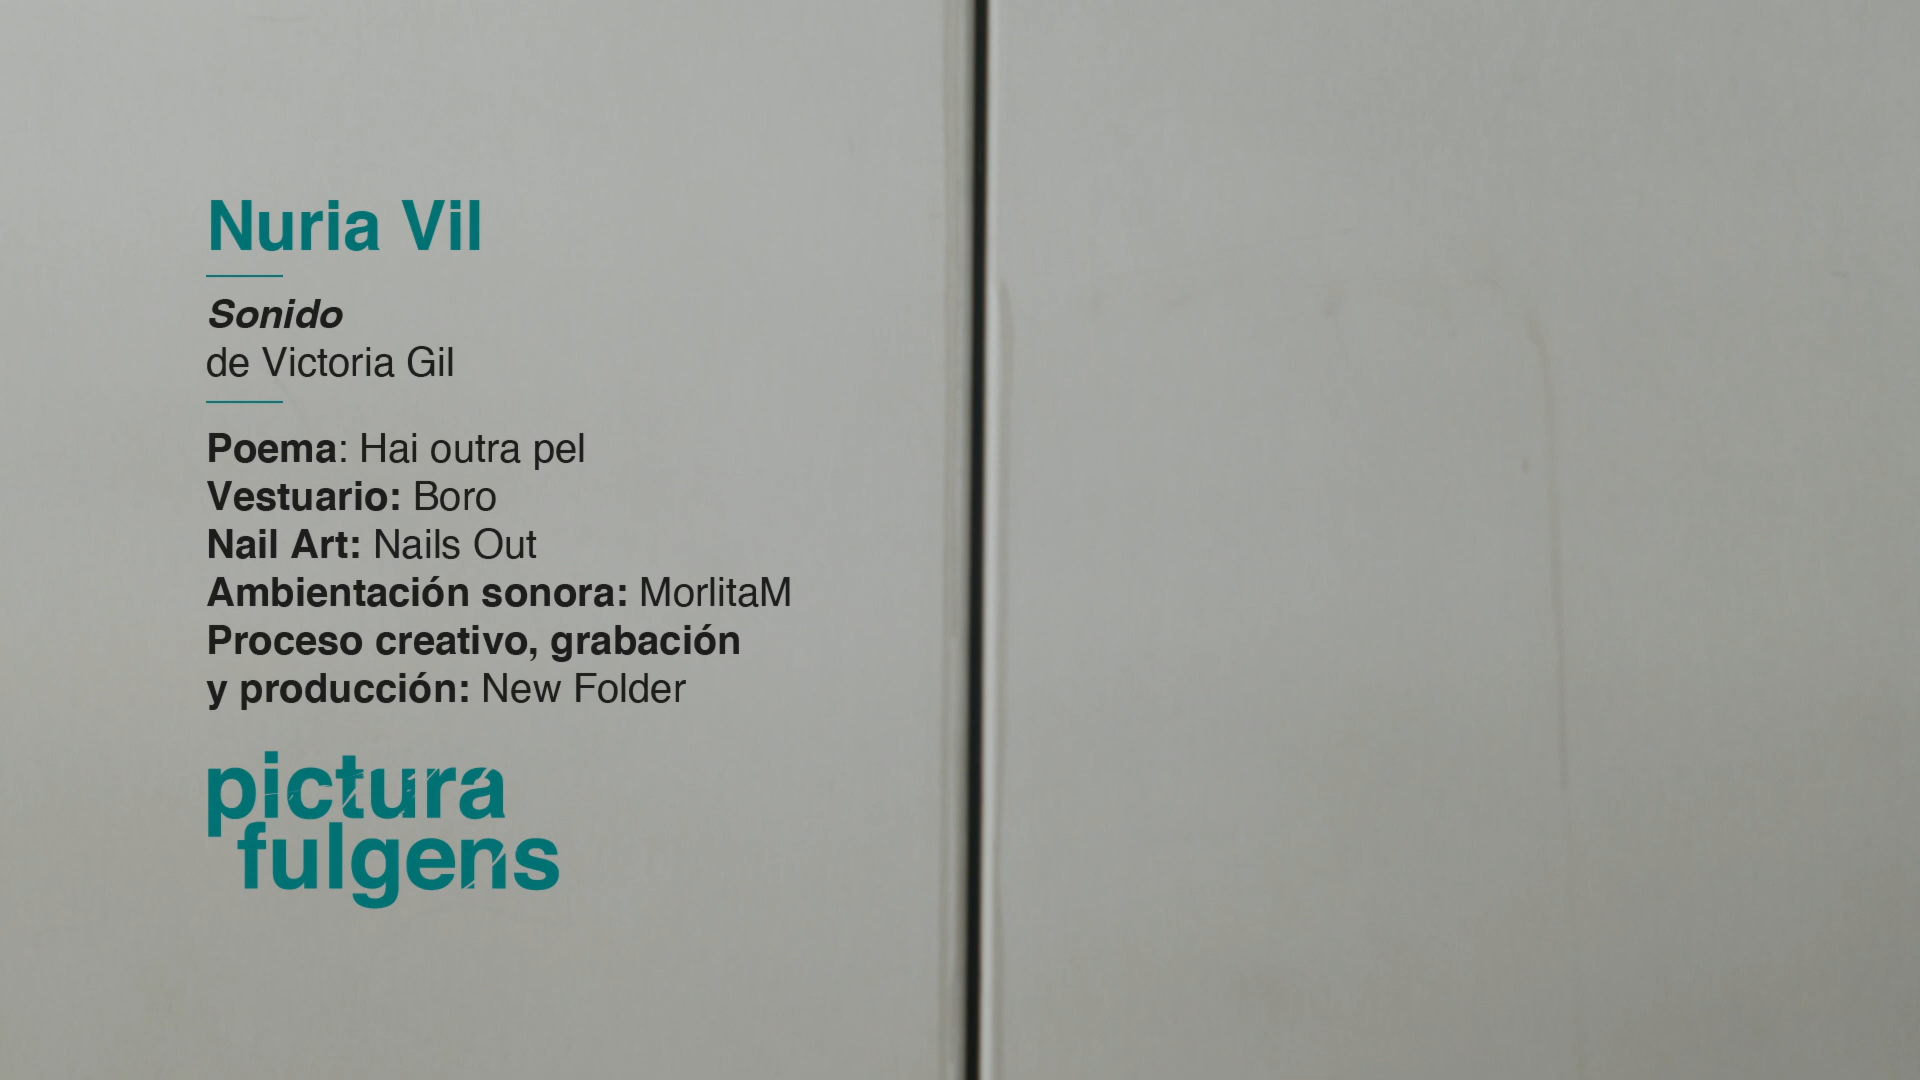 Nuria Vil
Sonido
de Victoria Gil
Poema: Hai outra pel
Vestuario: Boro
Nail Art: Nails Out
Ambientación sonora: MorlitaM
Proceso creativo, grabación
y producción: New Folder
pictura
fulgens